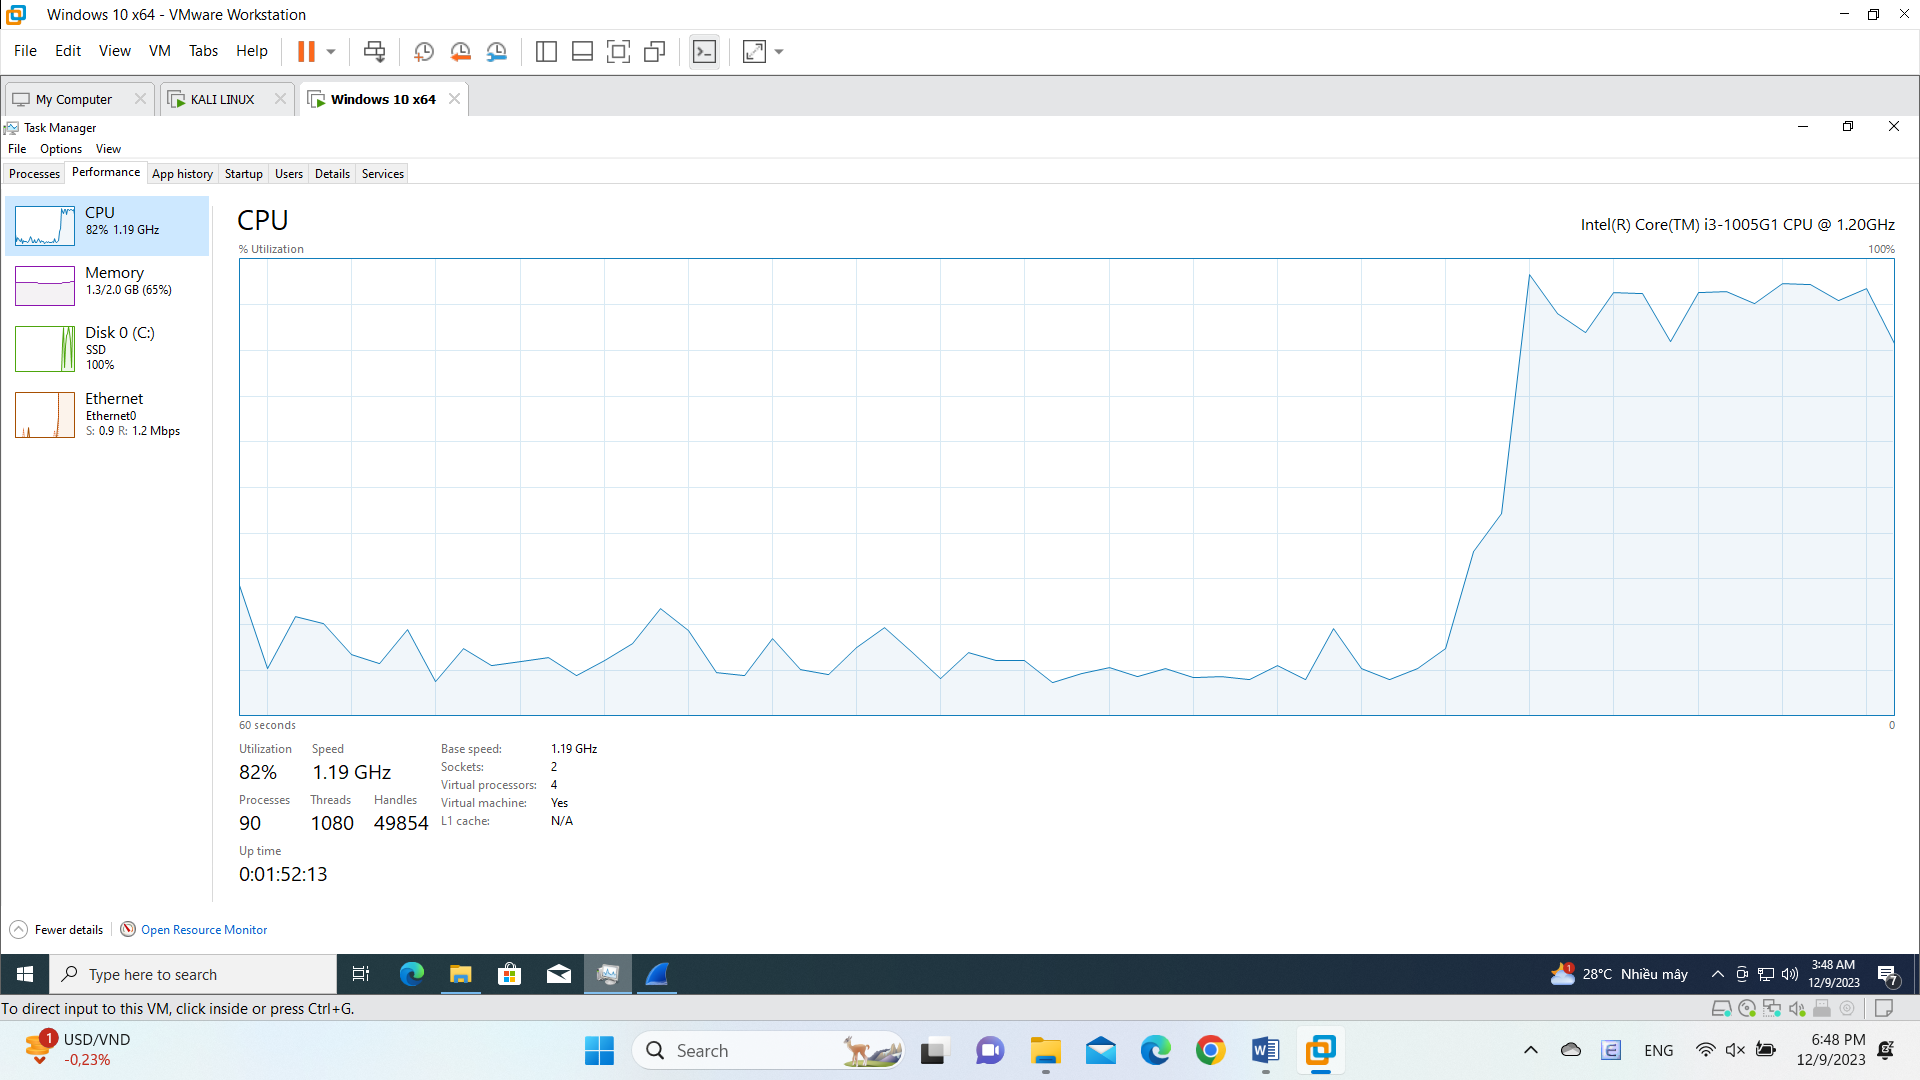 Windows 10 x64 - VMware Workstation
File Edit View VM Tabs Help
My Computer KALI LINUX Windows 10 x64
Task Manager
File Options View
Processes Performance App history Startup Users Details Services
CPU
82% 1.19 GHz
Memory
1.3/2.0 GB (65%)
Disk 0 (C:)
SSD
100%
Ethernet
Ethernet0
S: 0.9 R: 1.2 Mbps
CPU
Intel(R) Core(TM) i3-1005G1 CPU @ 1.20GHz
% Utilization 100%
60 seconds 0
Utilization Speed
82% 1.19 GHz
Processes Threads Handles
90 1080 49854
Up time
0:01:52:13
Base speed: 1.19 GHz
Sockets: 2
Virtual processors: 4
Virtual machine: Yes
L1 cache: N/A
Fewer details Open Resource Monitor
Type here to search
1
28°C Nhiều mây
3:48 AM
12/9/2023
7
To direct input to this VM, click inside or press Ctrl+G.
1
USD/VND
-0,23%
Search
ENG
6:48 PM
12/9/2023